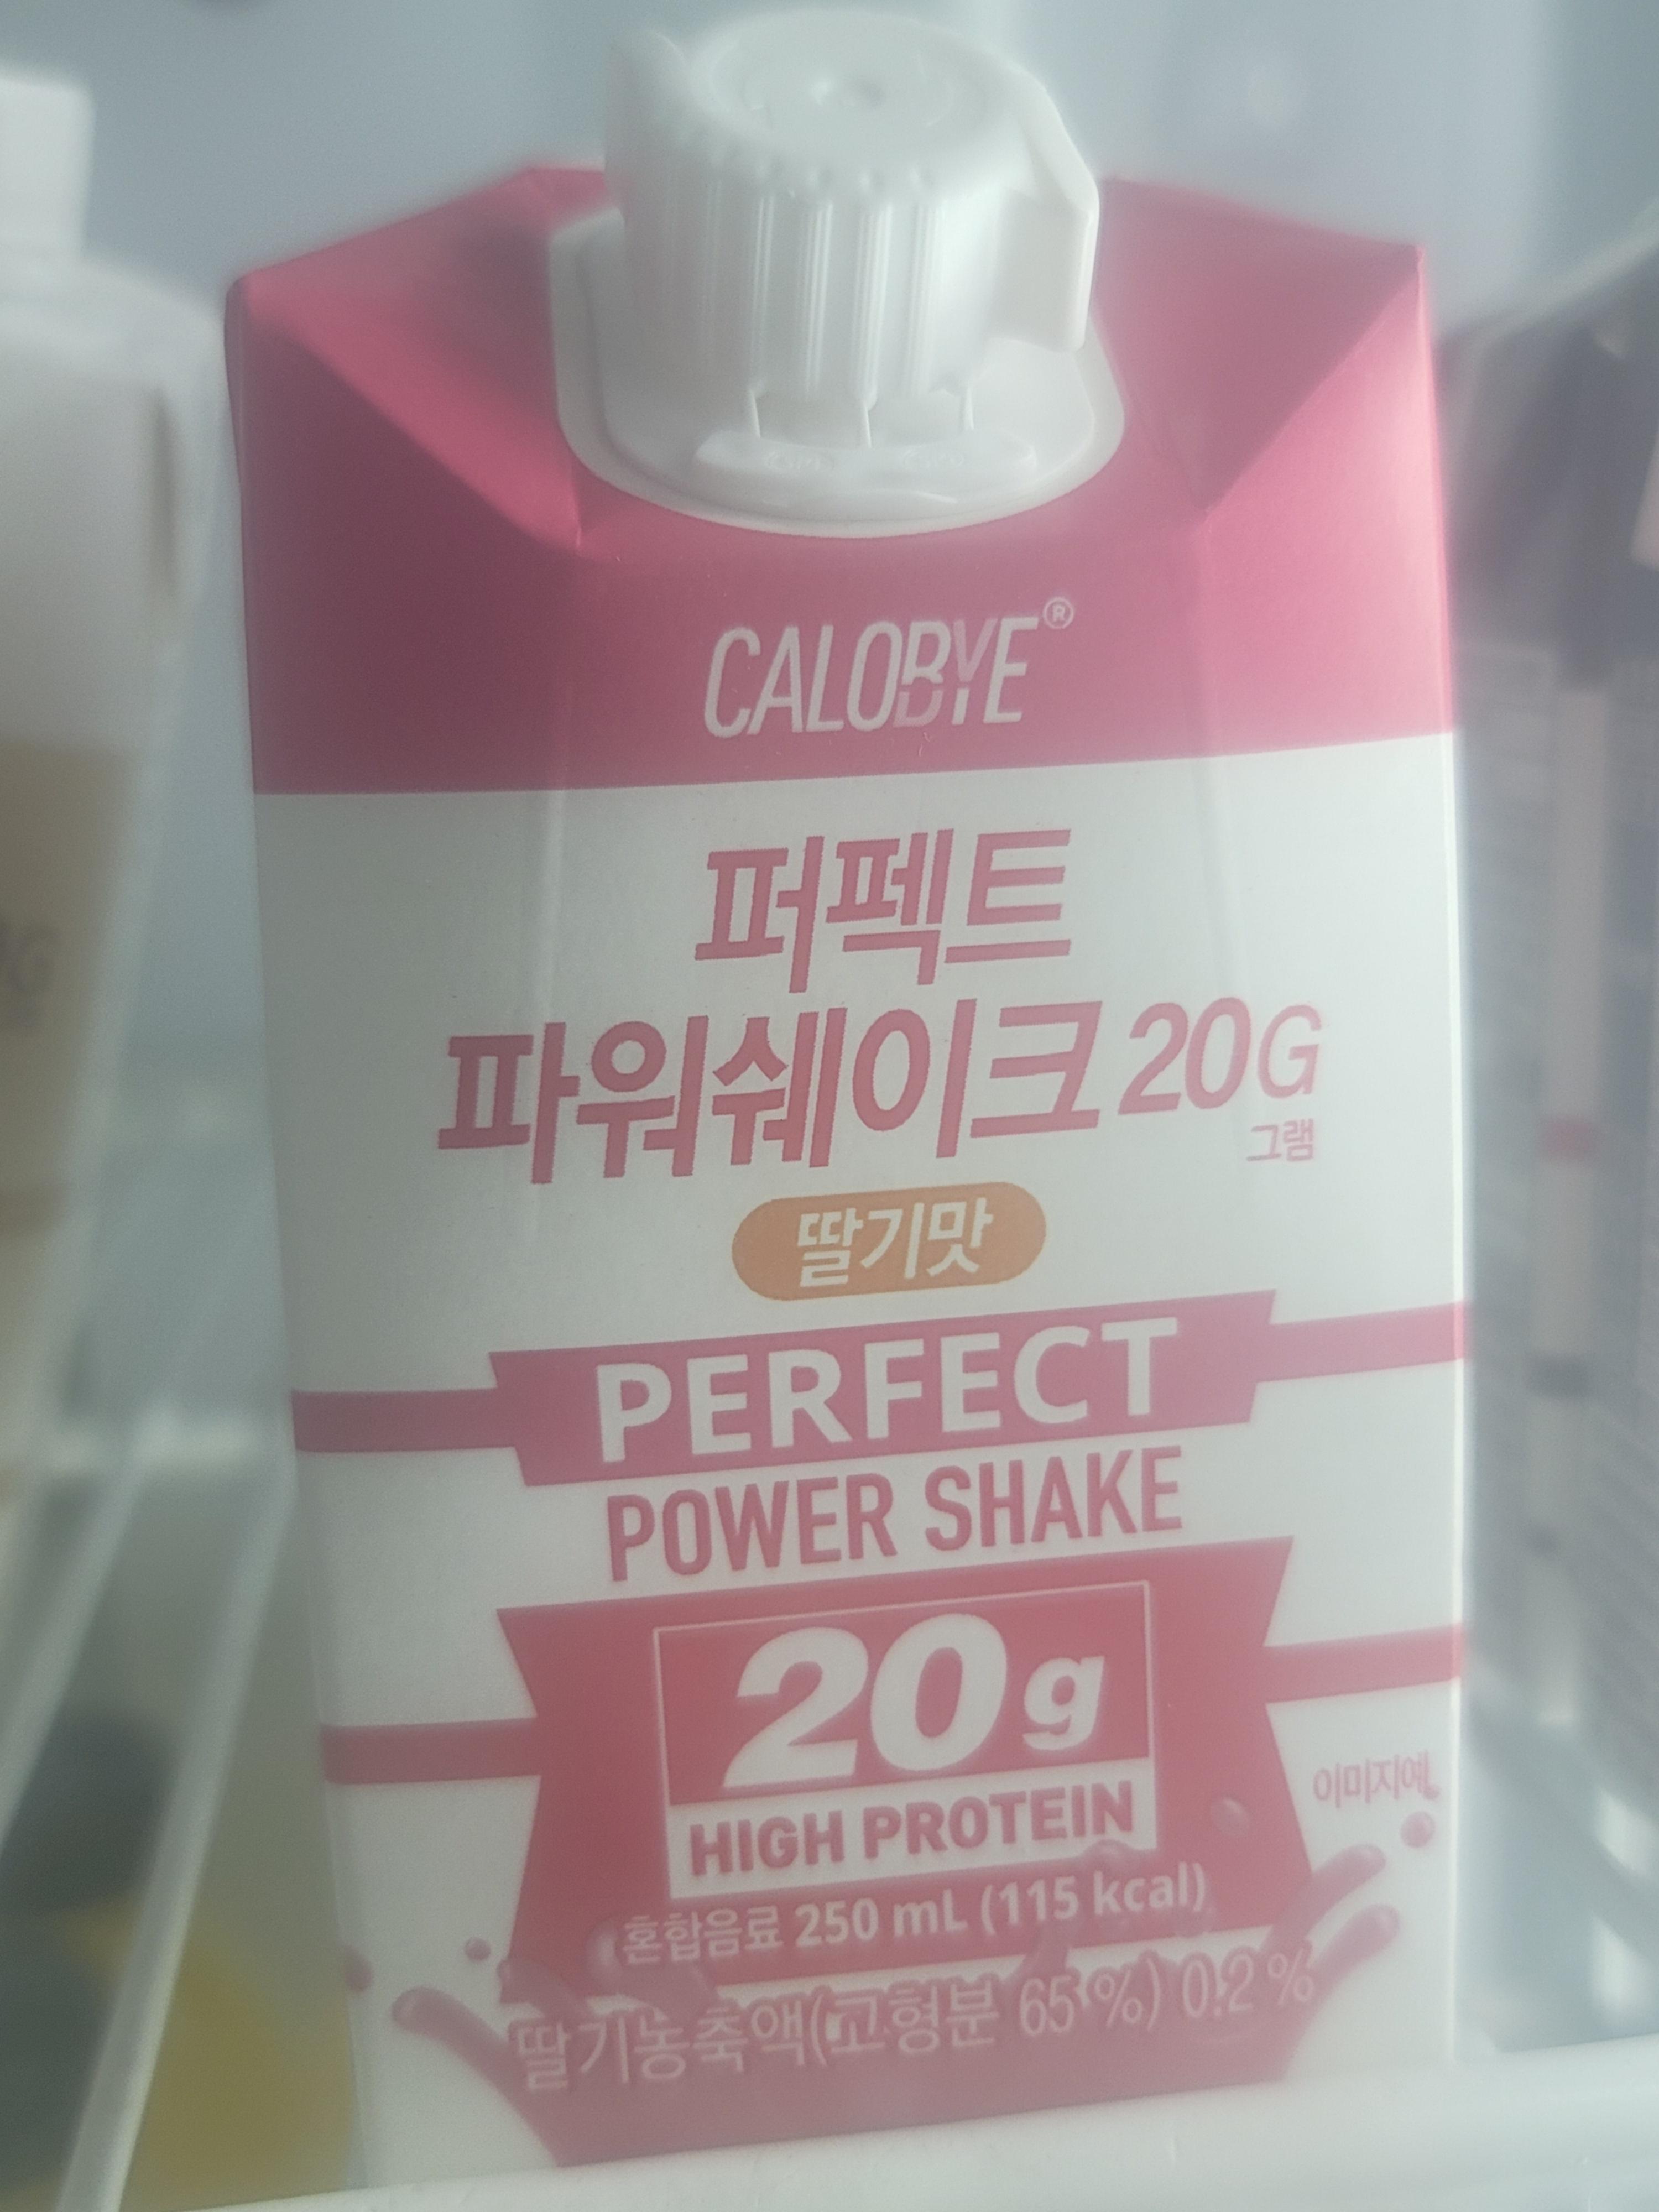 CALOBYE®
퍼펙트
파워쉐이크 20G
그램
딸기맛
PERFECT
POWER SHAKE
20g
HIGH PROTEIN
이미지예
혼합음료 250 mL (115 kcal)
딸기농축액(고형분 65%) 0.2%